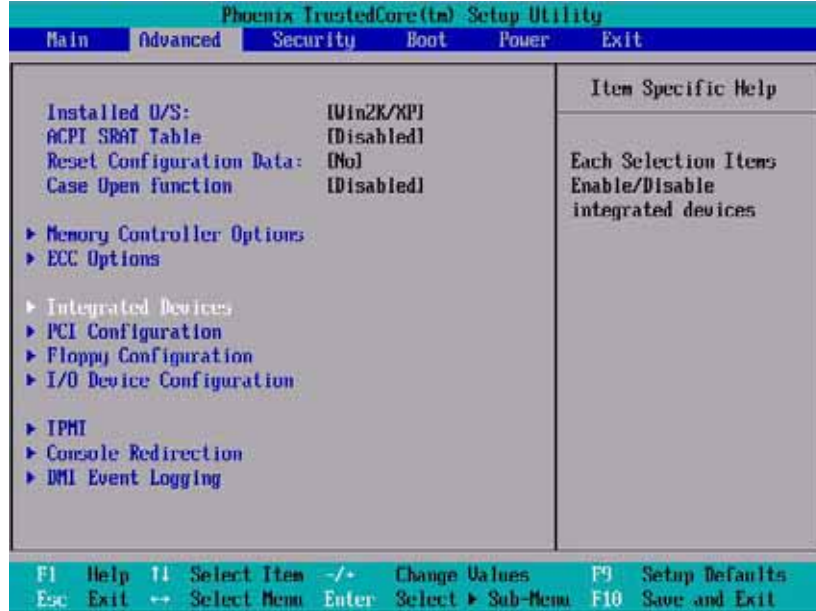 Phoenix TrustedCore(tm) Setup Utility
Main Advanced Security Boot Power Exit
Item Specific Help
Installed O/S: [Win2K/XP]
ACPI SRAT Table [Disabled]
Reset Configuration Data: [No]
Case Open function [Disabled]
Each Selection Items
Enable/Disable
integrated devices
▶ Memory Controller Options
▶ ECC Options
▶ Integrated Devices
▶ PCI Configuration
▶ Floppy Configuration
▶ I/O Device Configuration
▶ IPMI
▶ Console Redirection
▶ DMI Event Logging
F1 Help ↑↓ Select Item -/+ Change Values F9 Setup Defaults
Esc Exit ↔ Select Menu Enter Select ▶ Sub-Menu F10 Save and Exit